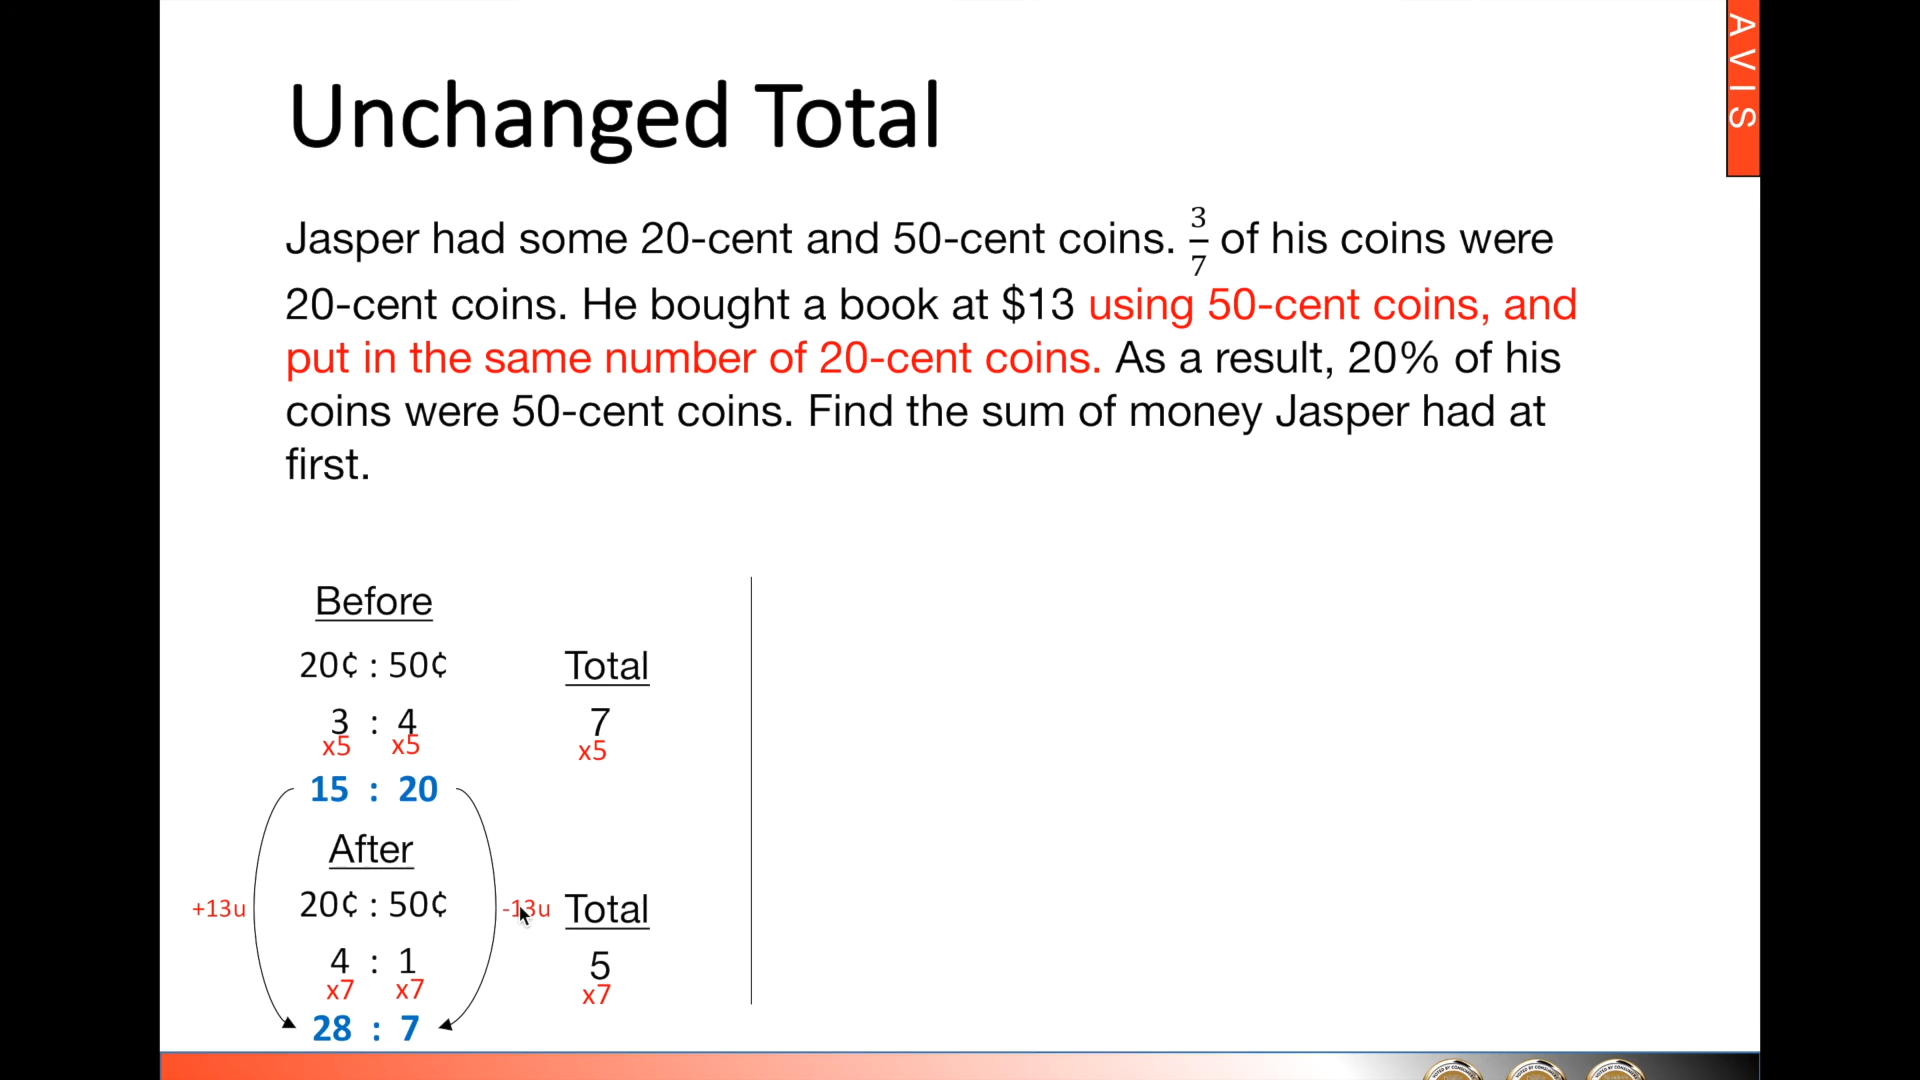 AVIS
Unchanged Total
Jasper had some 20-cent and 50-cent coins. 3/7 of his coins were
20-cent coins. He bought a book at $13 using 50-cent coins, and
put in the same number of 20-cent coins. As a result, 20% of his
coins were 50-cent coins. Find the sum of money Jasper had at
first.
Before
20¢ : 50¢ Total
3 : 4 7
x5 x5 x5
15 : 20
After
+13u 20¢ : 50¢ -13u Total
4 : 1 5
x7 x7 x7
28 : 7